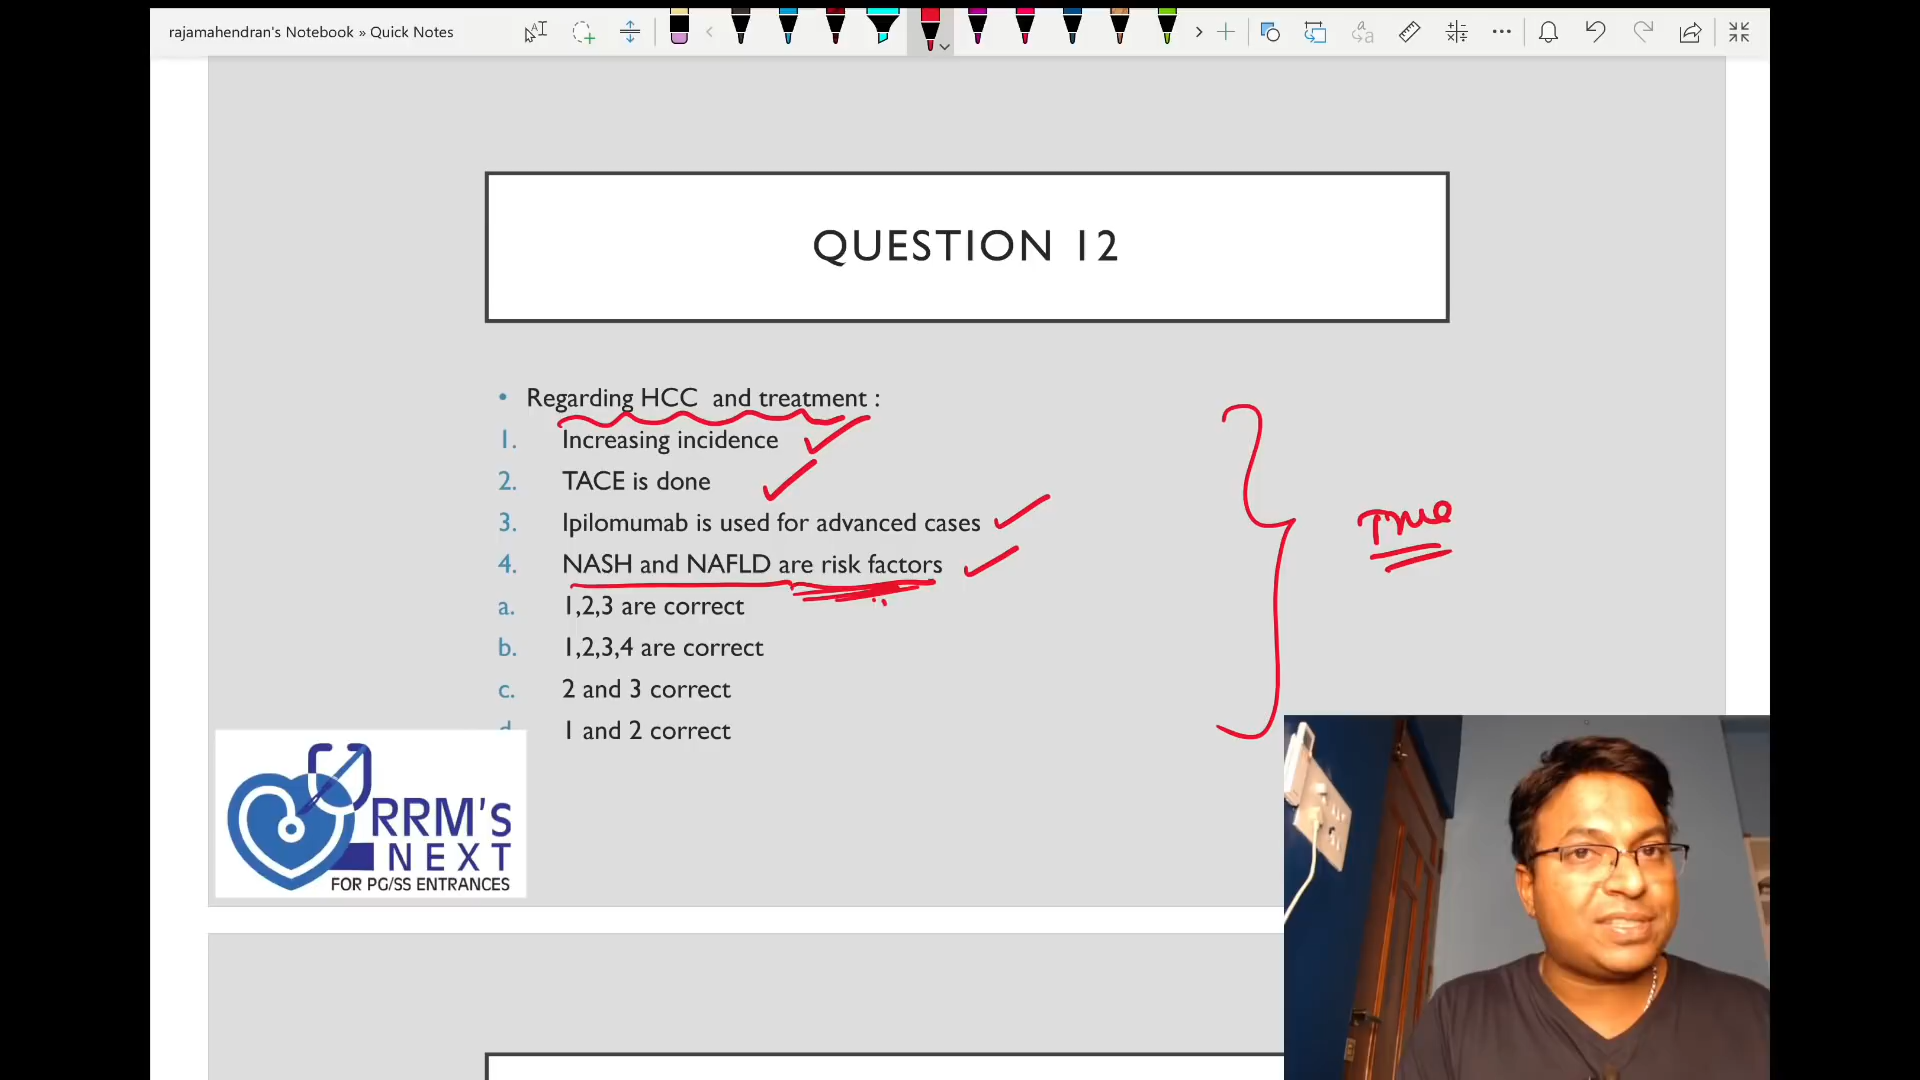 rajamahendran's Notebook » Quick Notes
QUESTION 12
• Regarding HCC and treatment :
1. Increasing incidence
2. TACE is done
3. Ipilomumab is used for advanced cases
4. NASH and NAFLD are risk factors
a. 1,2,3 are correct
b. 1,2,3,4 are correct
c. 2 and 3 correct
d. 1 and 2 correct
True
RRM'S
NEXT
FOR PG/SS ENTRANCES